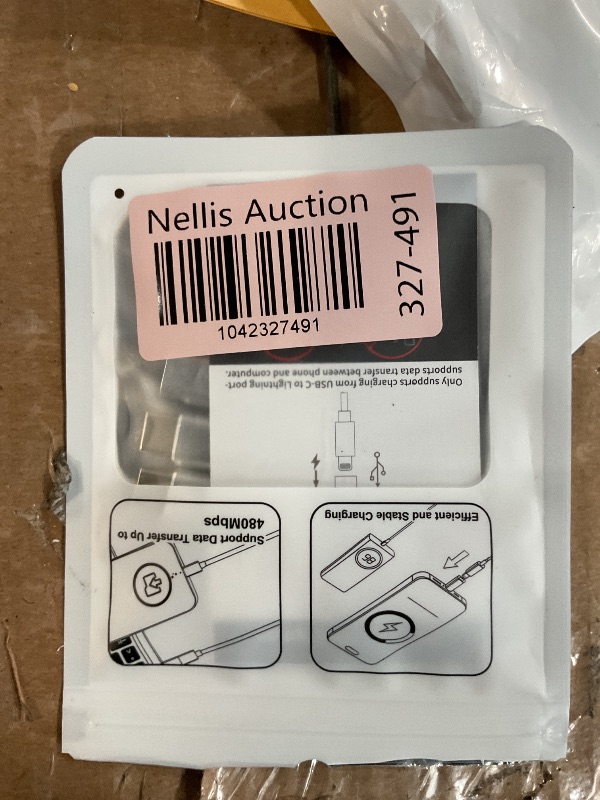 Nellis Auction
1042327491
327-491
Only supports charging from USB-C to Lightning port-
supports data transfer between phone and computer.
Efficient and Stable Charging
Support Data Transfer Up to
480Mbps